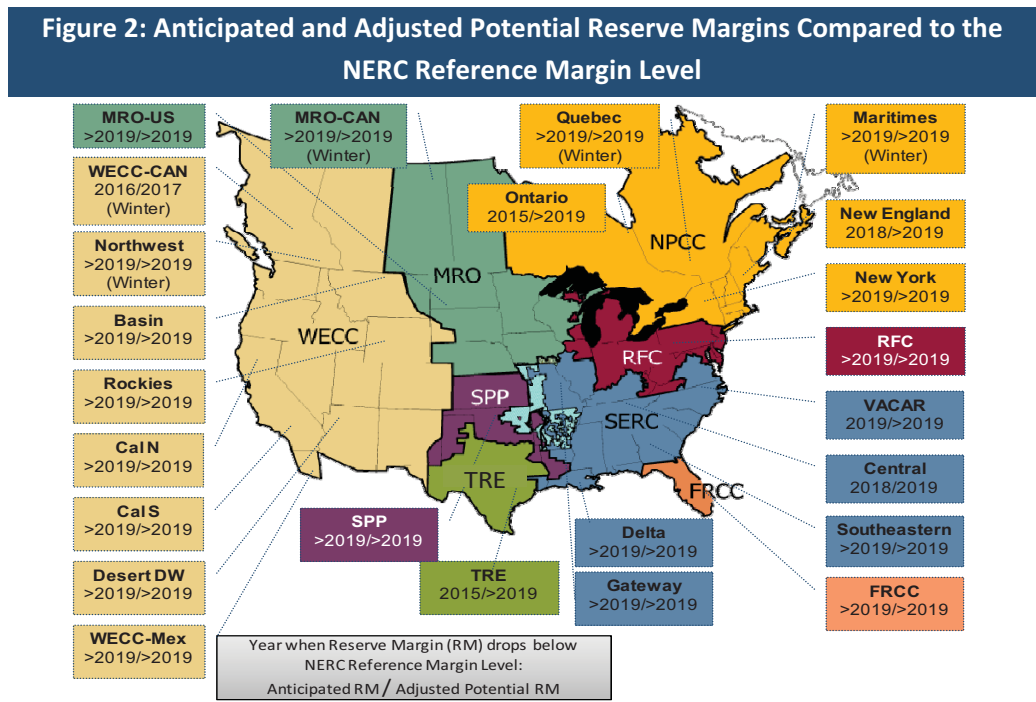 Figure 2: Anticipated and Adjusted Potential Reserve Margins Compared to the
NERC Reference Margin Level
MRO-US
>2019/>2019
MRO-CAN
>2019/>2019
(Winter)
Quebec
>2019/>2019
(Winter)
Maritimes
>2019/>2019
(Winter)
WECC-CAN
2016/2017
(Winter)
Ontario
2015/>2019
New England
2018/>2019
Northwest
>2019/>2019
(Winter)
New York
>2019/>2019
Basin
>2019/>2019
RFC
>2019/>2019
Rockies
>2019/>2019
VACAR
2019/>2019
Cal N
>2019/>2019
Central
2018/2019
Cal S
>2019/>2019
SPP
>2019/>2019
Delta
>2019/>2019
Southeastern
>2019/>2019
Desert DW
>2019/>2019
TRE
2015/>2019
Gateway
>2019/>2019
FRCC
>2019/>2019
WECC-Mex
>2019/>2019
NPCC
MRO
WECC
RFC
SPP
SERC
TRE
FRCC
Year when Reserve Margin (RM) drops below
NERC Reference Margin Level:
Anticipated RM / Adjusted Potential RM